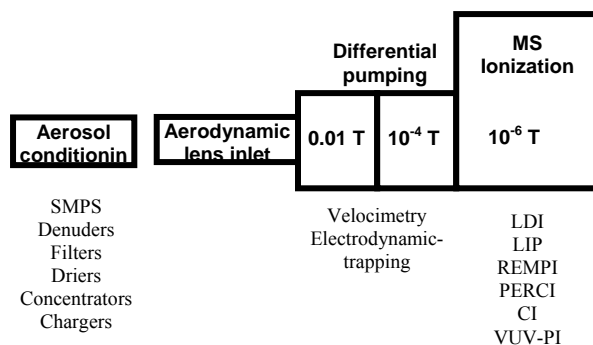 Differential
pumping
MS
Ionization
Aerosol
conditionin
Aerodynamic
lens inlet
0.01 T
10⁻⁴ T
10⁻⁶ T
SMPS
Denuders
Filters
Driers
Concentrators
Chargers
Velocimetry
Electrodynamic-
trapping
LDI
LIP
REMPI
PERCI
CI
VUV-PI